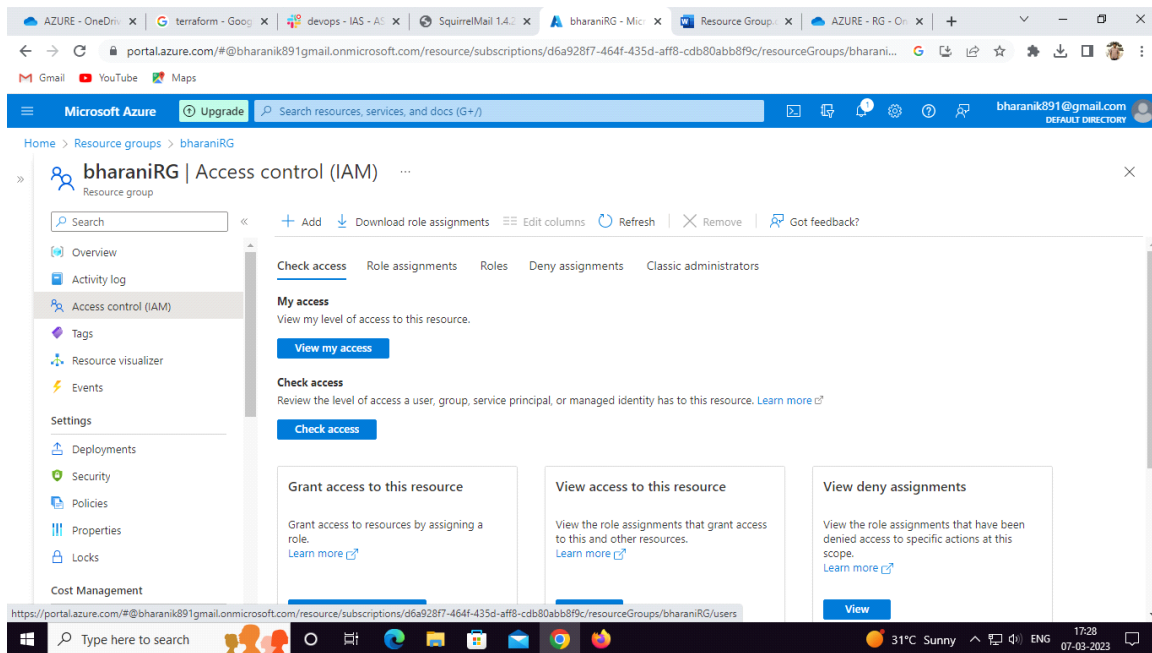 AZURE - OneDriv
terraform - Goog
devops - IAS - AS
SquirrelMail 1.4.2
bharaniRG - Micr
Resource Group.c
AZURE - RG - On
portal.azure.com/#@bharanik891gmail.onmicrosoft.com/resource/subscriptions/d6a928f7-464f-435d-aff8-cdb80abb8f9c/resourceGroups/bharani...
Gmail YouTube Maps
Microsoft Azure
Upgrade
Search resources, services, and docs (G+/)
1
bharanik891@gmail.com
DEFAULT DIRECTORY
Home > Resource groups > bharaniRG
bharaniRG | Access control (IAM) ...
Resource group
Search
Overview
Activity log
Access control (IAM)
Tags
Resource visualizer
Events
Settings
Deployments
Security
Policies
Properties
Locks
Cost Management
Add Download role assignments Edit columns Refresh Remove Got feedback?
Check access Role assignments Roles Deny assignments Classic administrators
My access
View my level of access to this resource.
View my access
Check access
Review the level of access a user, group, service principal, or managed identity has to this resource. Learn more
Check access
Grant access to this resource
Grant access to resources by assigning a
role.
Learn more
View access to this resource
View the role assignments that grant access
to this and other resources.
Learn more
View deny assignments
View the role assignments that have been
denied access to specific actions at this
scope.
Learn more
View
https://portal.azure.com/#@bharanik891gmail.onmicrosoft.com/resource/subscriptions/d6a928f7-464f-435d-aff8-cdb80abb8f9c/resourceGroups/bharaniRG/users
Type here to search
31°C Sunny
ENG
17:28
07-03-2023